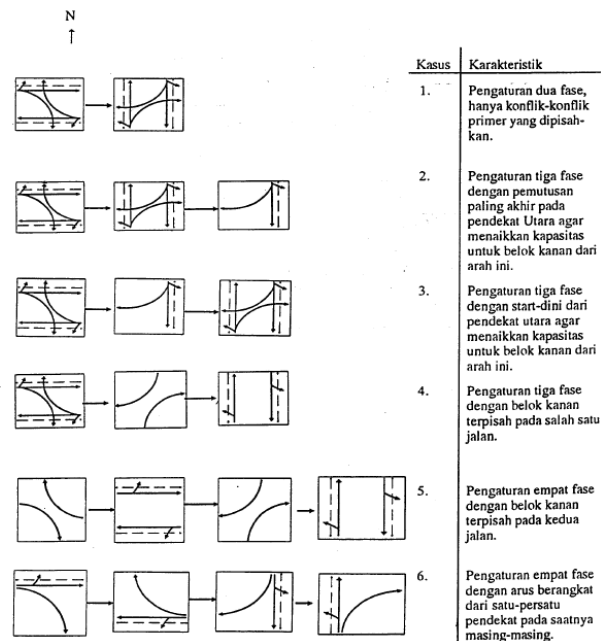 N
Kasus Karakteristik
1. Pengaturan dua fase,
hanya konflik-konflik
primer yang dipisah-
kan.
2. Pengaturan tiga fase
dengan pemutusan
paling akhir pada
pendekat Utara agar
menaikkan kapasitas
untuk belok kanan dari
arah ini.
3. Pengaturan tiga fase
dengan start-dini dari
pendekat utara agar
menaikkan kapasitas
untuk belok kanan dari
arah ini.
4. Pengaturan tiga fase
dengan belok kanan
terpisah pada salah satu
jalan.
5. Pengaturan empat fase
dengan belok kanan
terpisah pada kedua
jalan.
6. Pengaturan empat fase
dengan arus berangkat
dari satu-persatu
pendekat pada saatnya
masing-masing.